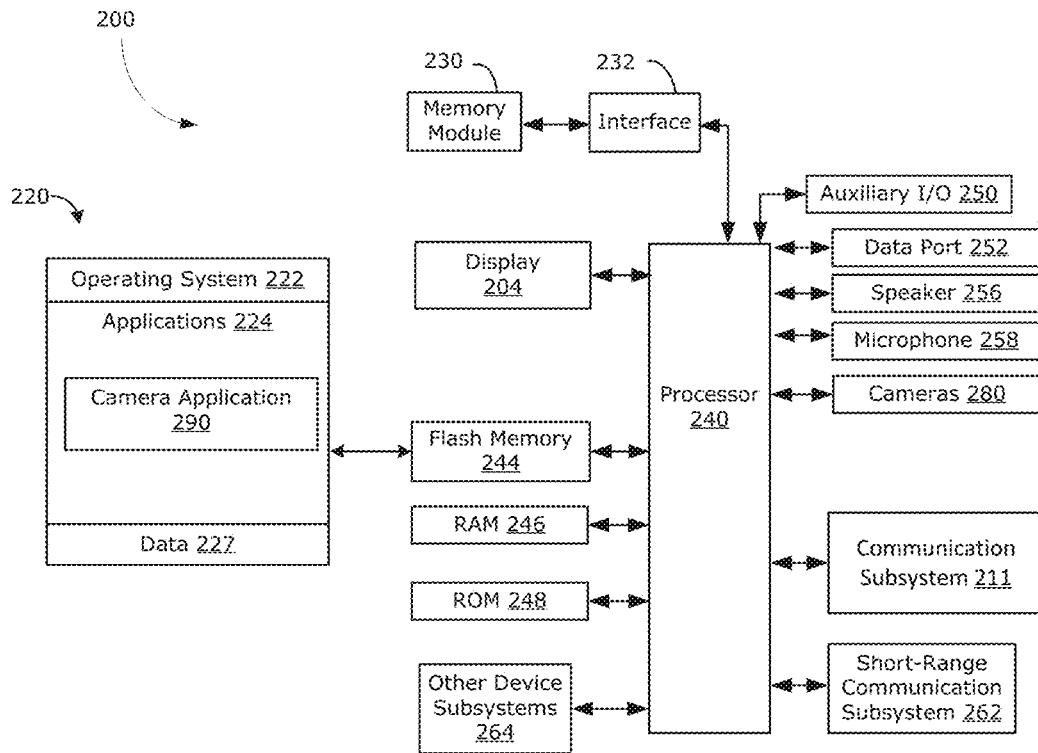 200
230
232
Memory
Module
Interface
220
Auxiliary I/O 250
Data Port 252
Speaker 256
Microphone 258
Cameras 280
Display
204
Operating System 222
Applications 224
Camera Application
290
Data 227
Processor
240
Flash Memory
244
RAM 246
ROM 248
Other Device
Subsystems
264
Communication
Subsystem 211
Short-Range
Communication
Subsystem 262